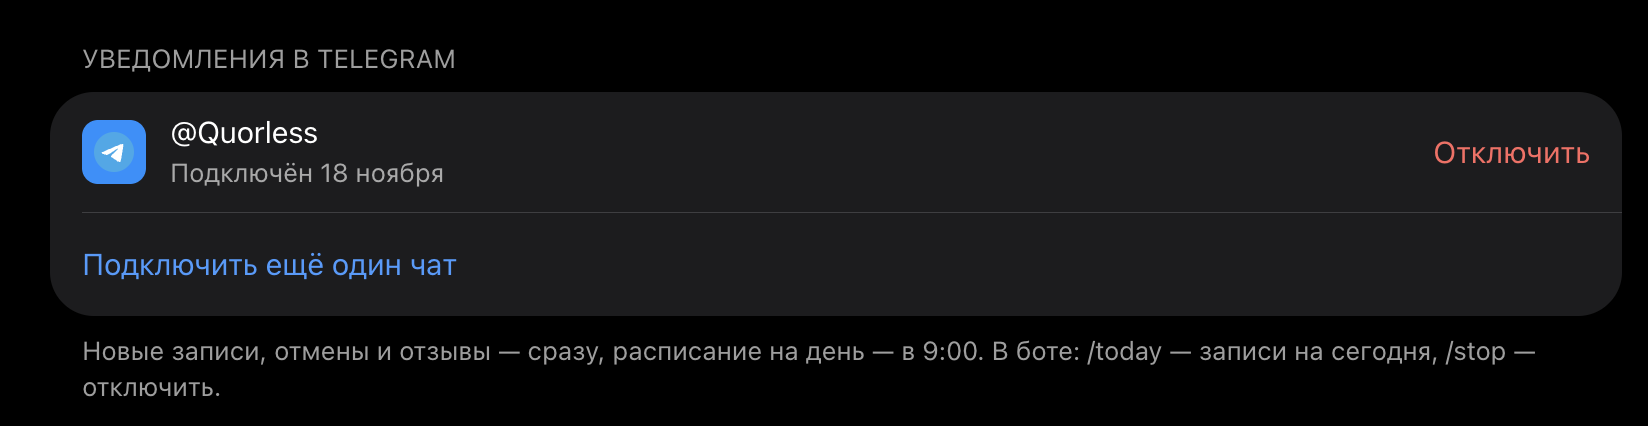 УВЕДОМЛЕНИЯ В TELEGRAM
@Quorless
Подключён 18 ноября
Отключить
Подключить ещё один чат
Новые записи, отмены и отзывы — сразу, расписание на день — в 9:00. В боте: /today — записи на сегодня, /stop —
отключить.